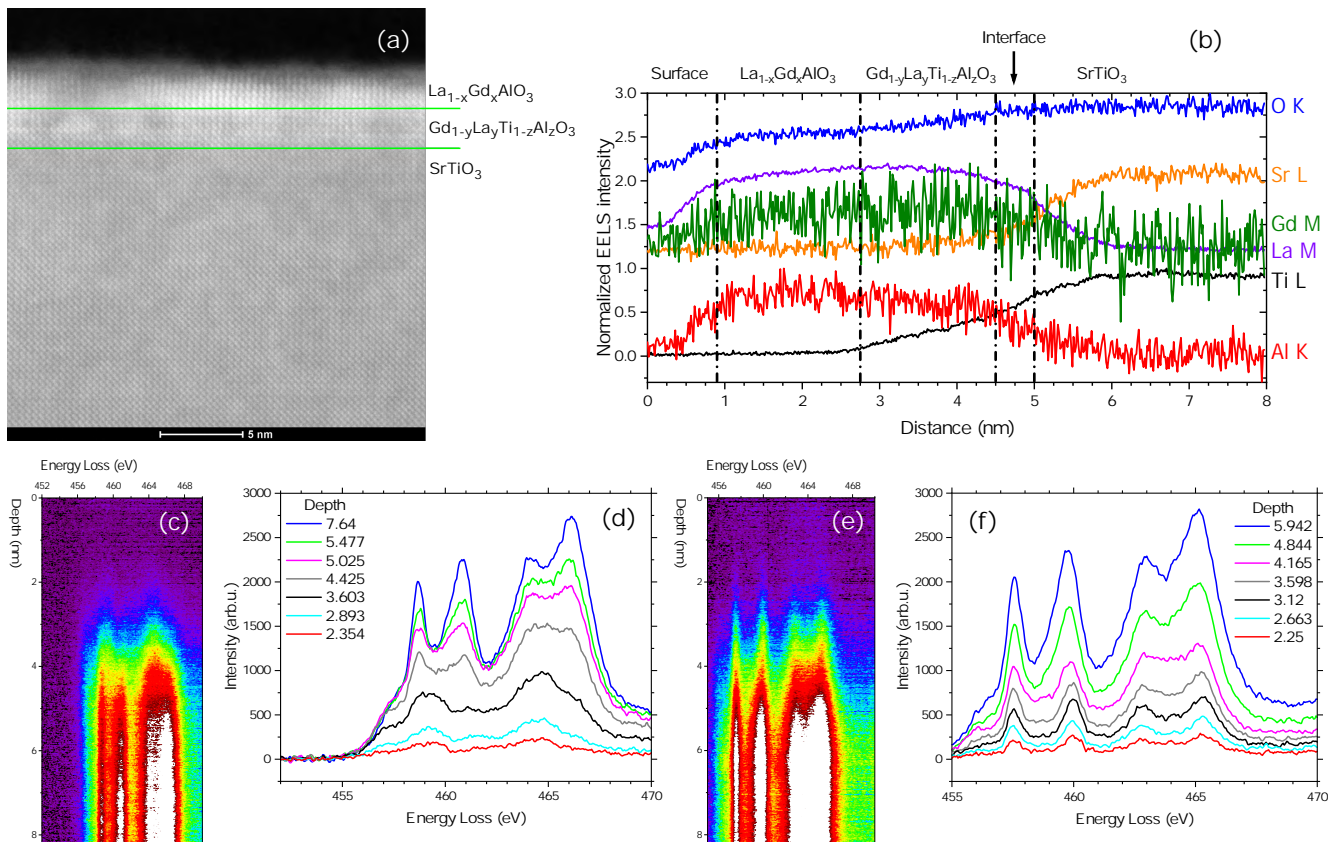 (a)
La1-xGdxAlO3
Gd1-yLayTi1-zAlzO3
SrTiO3
5 nm
Interface
(b)
Surface La1-xGdxAlO3 Gd1-yLayTi1-zAlzO3 SrTiO3
Normalized EELS intensity
3.0
2.5
2.0
1.5
1.0
0.5
0.0
O K
Sr L
Gd M
La M
Ti L
Al K
0 1 2 3 4 5 6 7 8
Distance (nm)
Energy Loss (eV)
452 456 460 464 468
Depth (nm)
0
2
4
6
8
(c)
Intensity (arb.u.)
3000
2500
2000
1500
1000
500
0
Depth
7.64
5.477
5.025
4.425
3.603
2.893
2.354
(d)
455 460 465 470
Energy Loss (eV)
Energy Loss (eV)
456 460 464 468
Depth (nm)
0
2
4
6
8
(e)
Intensity (arb.u.)
3000
2500
2000
1500
1000
500
0
(f)
Depth
5.942
4.844
4.165
3.598
3.12
2.663
2.25
455 460 465 470
Energy Loss (eV)